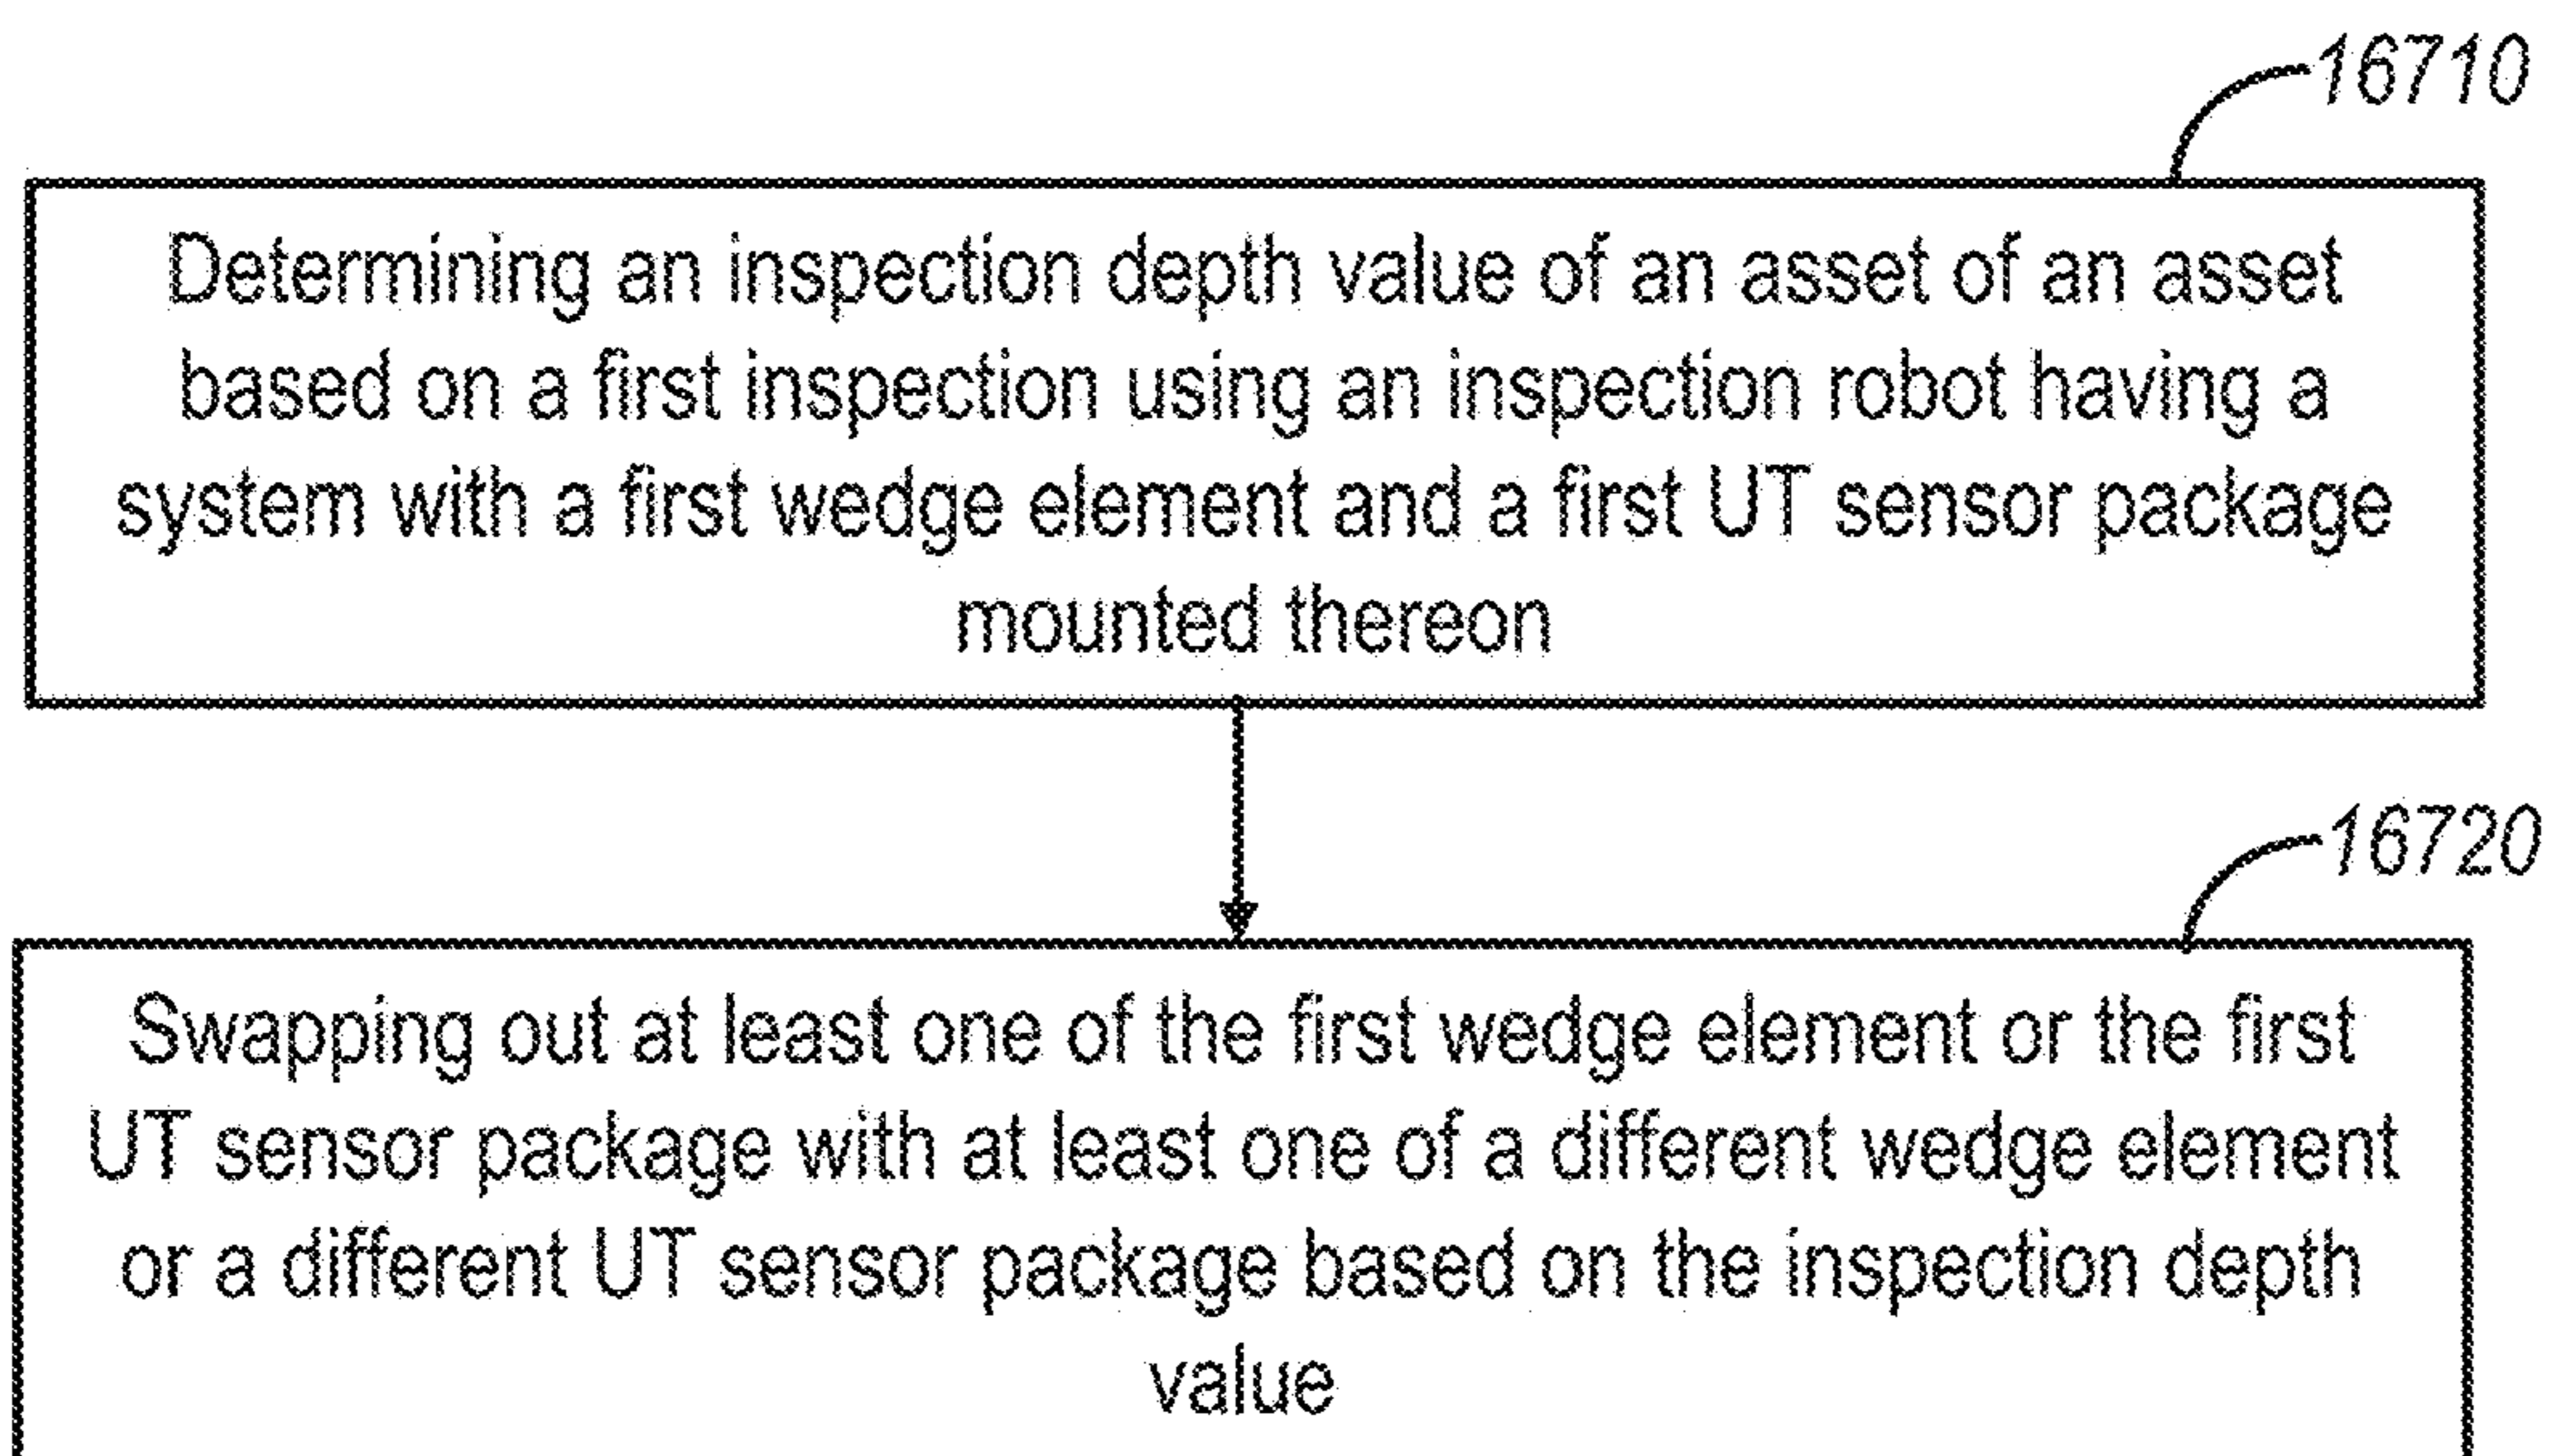 16710
Determining an inspection depth value of an asset of an asset
based on a first inspection using an inspection robot having a
system with a first wedge element and a first UT sensor package
mounted thereon
16720
Swapping out at least one of the first wedge element or the first
UT sensor package with at least one of a different wedge element
or a different UT sensor package based on the inspection depth
value